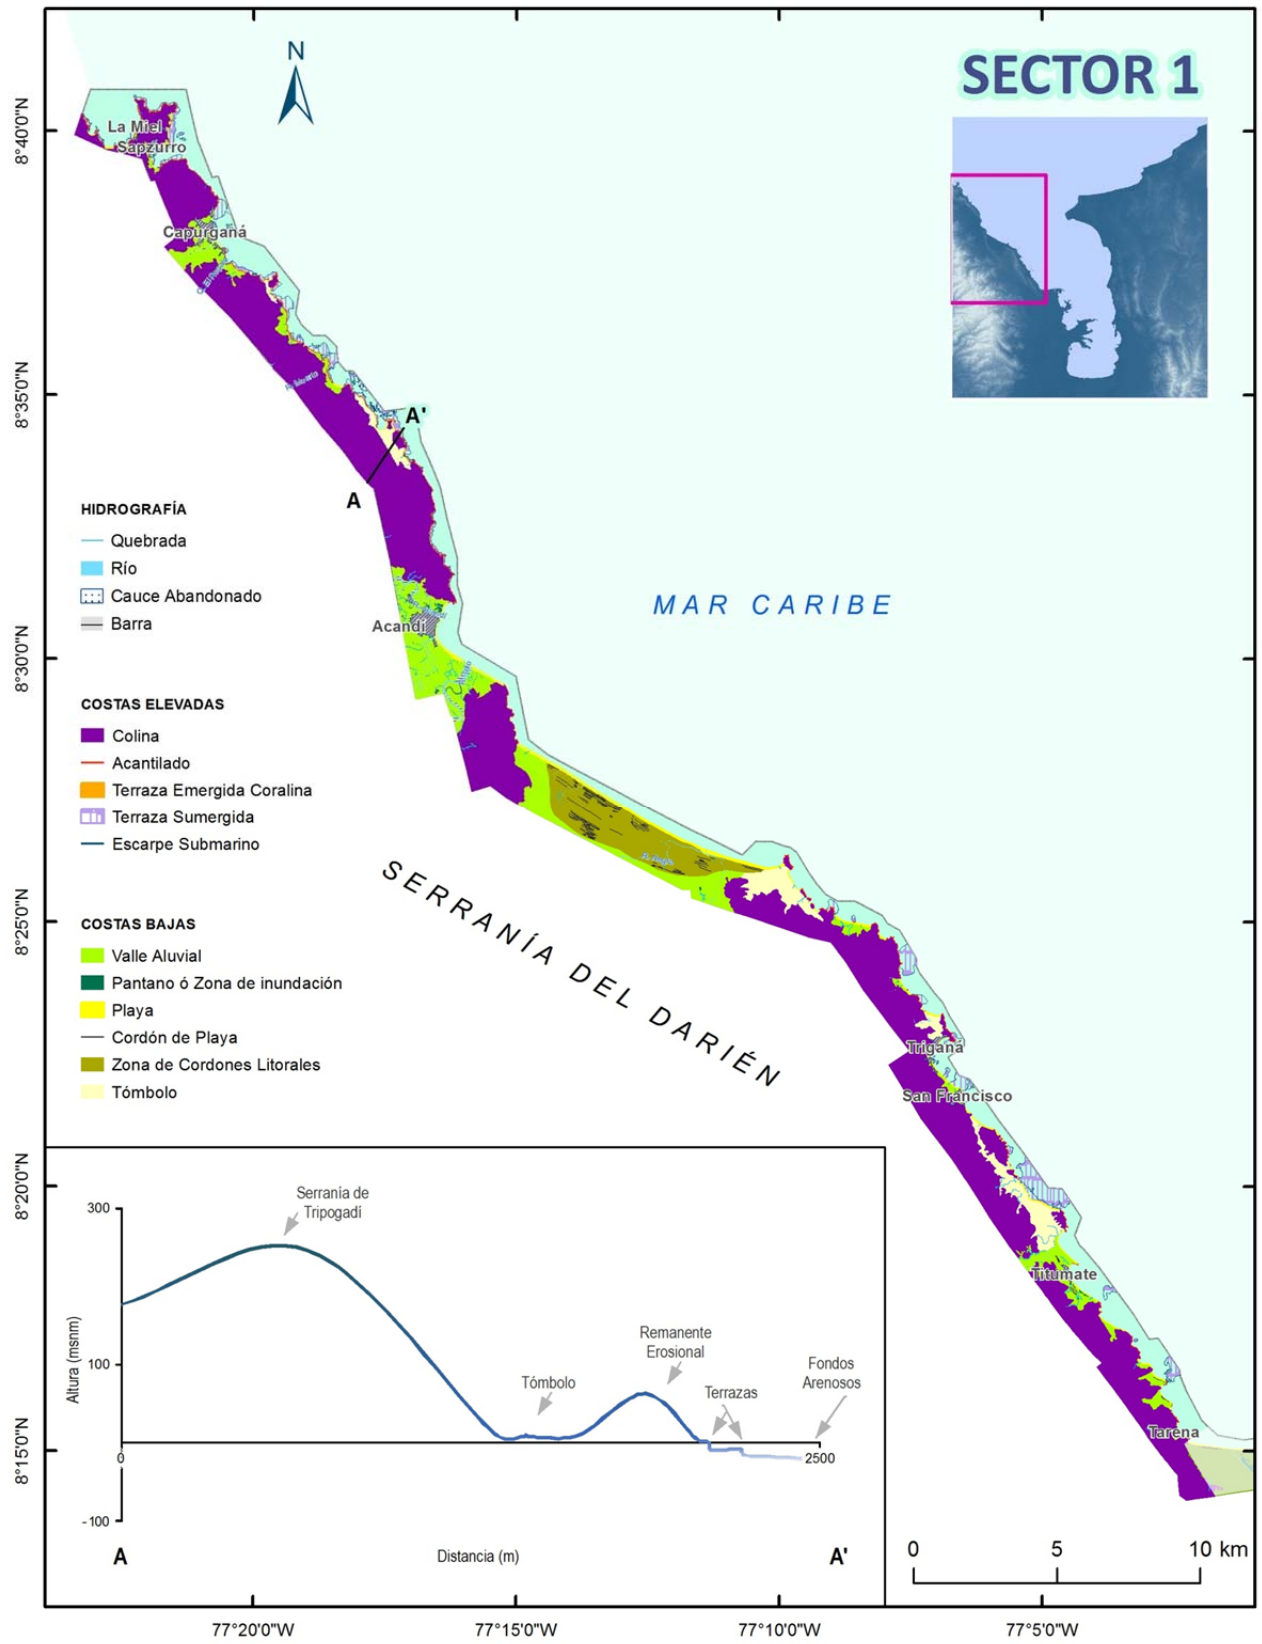 N
SECTOR 1
8°40'0"N
8°35'0"N
8°30'0"N
8°25'0"N
8°20'0"N
8°15'0"N
La Miel
Sapzurro
Capurganá
A'
A
Acandí
MAR CARIBE
SERRANÍA DEL DARIÉN
Triganá
San Francisco
Titumate
Tarena
HIDROGRAFÍA
Quebrada
Río
Cauce Abandonado
Barra
COSTAS ELEVADAS
Colina
Acantilado
Terraza Emergida Coralina
Terraza Sumergida
Escarpe Submarino
COSTAS BAJAS
Valle Aluvial
Pantano ó Zona de inundación
Playa
Cordón de Playa
Zona de Cordones Litorales
Tómbolo
300
100
0
-100
2500
Altura (msnm)
Serranía de
Tripogadí
Tómbolo
Remanente
Erosional
Terrazas
Fondos
Arenosos
A
Distancia (m)
A'
0 5 10 km
77°20'0"W 77°15'0"W 77°10'0"W 77°5'0"W